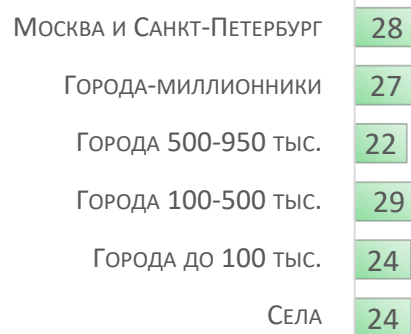 Москва и Санкт-Петербург 28
Города-миллионники 27
Города 500-950 тыс. 22
Города 100-500 тыс. 29
Города до 100 тыс. 24
Села 24